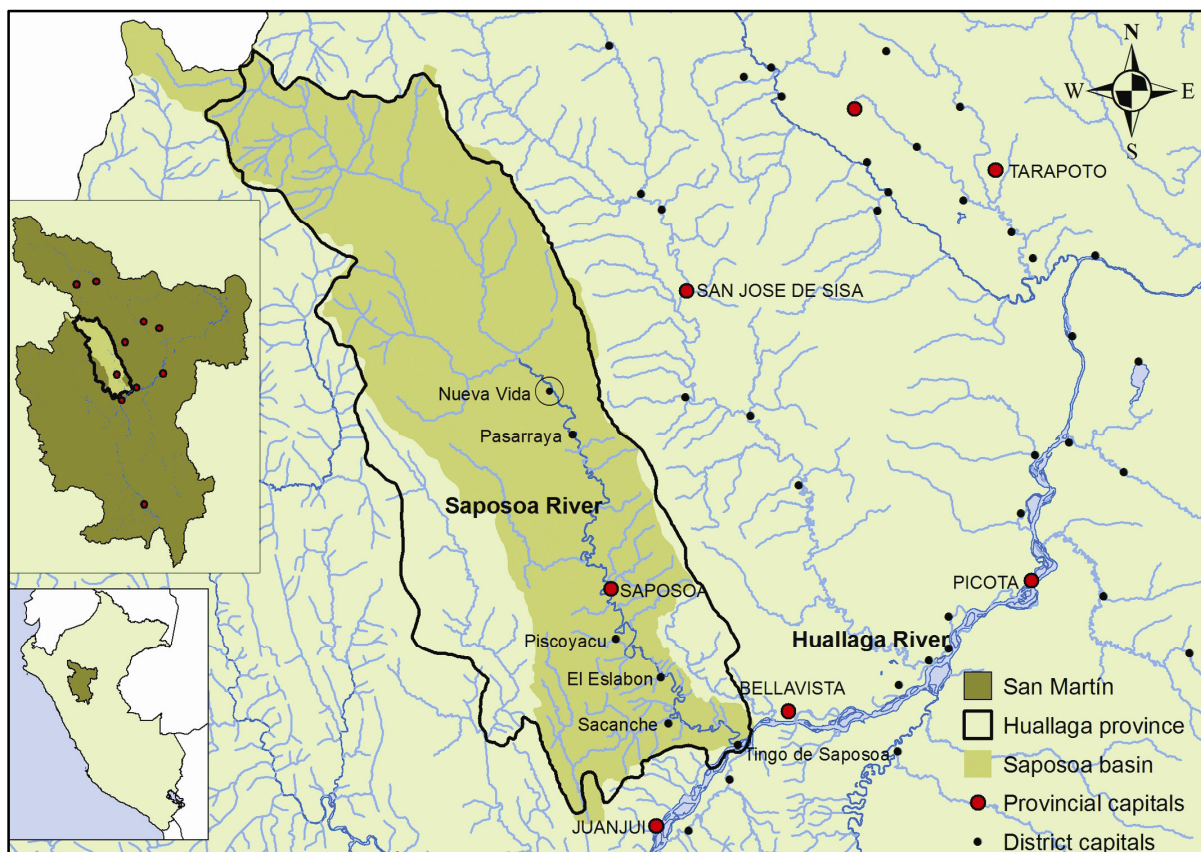 N
W E
S
TARAPOTO
SAN JOSE DE SISA
Nueva Vida
Pasarraya
Saposoa River
SAPOSOA
PICOTA
Piscoyacu
Huallaga River
El Eslabon
BELLAVISTA
Sacanche
Tingo de Saposoa
JUANJUI
San Martín
Huallaga province
Saposoa basin
Provincial capitals
District capitals